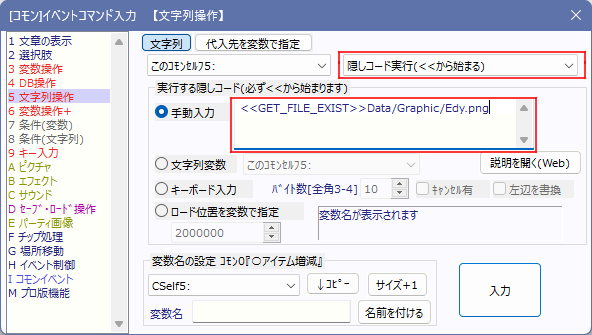 [コモン]イベントコマンド入力　【文字列操作】
1 文章の表示
2 選択肢
3 変数操作
4 DB操作
5 文字列操作
6 変数操作+
7 条件(変数)
8 条件(文字列)
9 キー入力
A ピクチャ
B エフェクト
C サウンド
D セーブ・ロード操作
E パーティ画像
F チップ処理
G 場所移動
H イベント制御
I コモンイベント
M プロ版機能
文字列
代入先を変数で指定
このコモンセルフ5:
隠しコード実行(<<から始まる)
実行する隠しコード(必ず<<から始まります)
手動入力
<<GET_FILE_EXIST>>Data/Graphic/Edy.png
文字列変数
このコモンセルフ5:
説明を開く(Web)
キーボード入力
バイト数[全角3-4]
10
キャンセル有
左辺を書換
ロード位置を変数で指定
2000000
変数名が表示されます
変数名の設定 コモン0『〇アイテム増減』
CSelf5:
↓コピー
サイズ+1
変数名
名前を付ける
入力